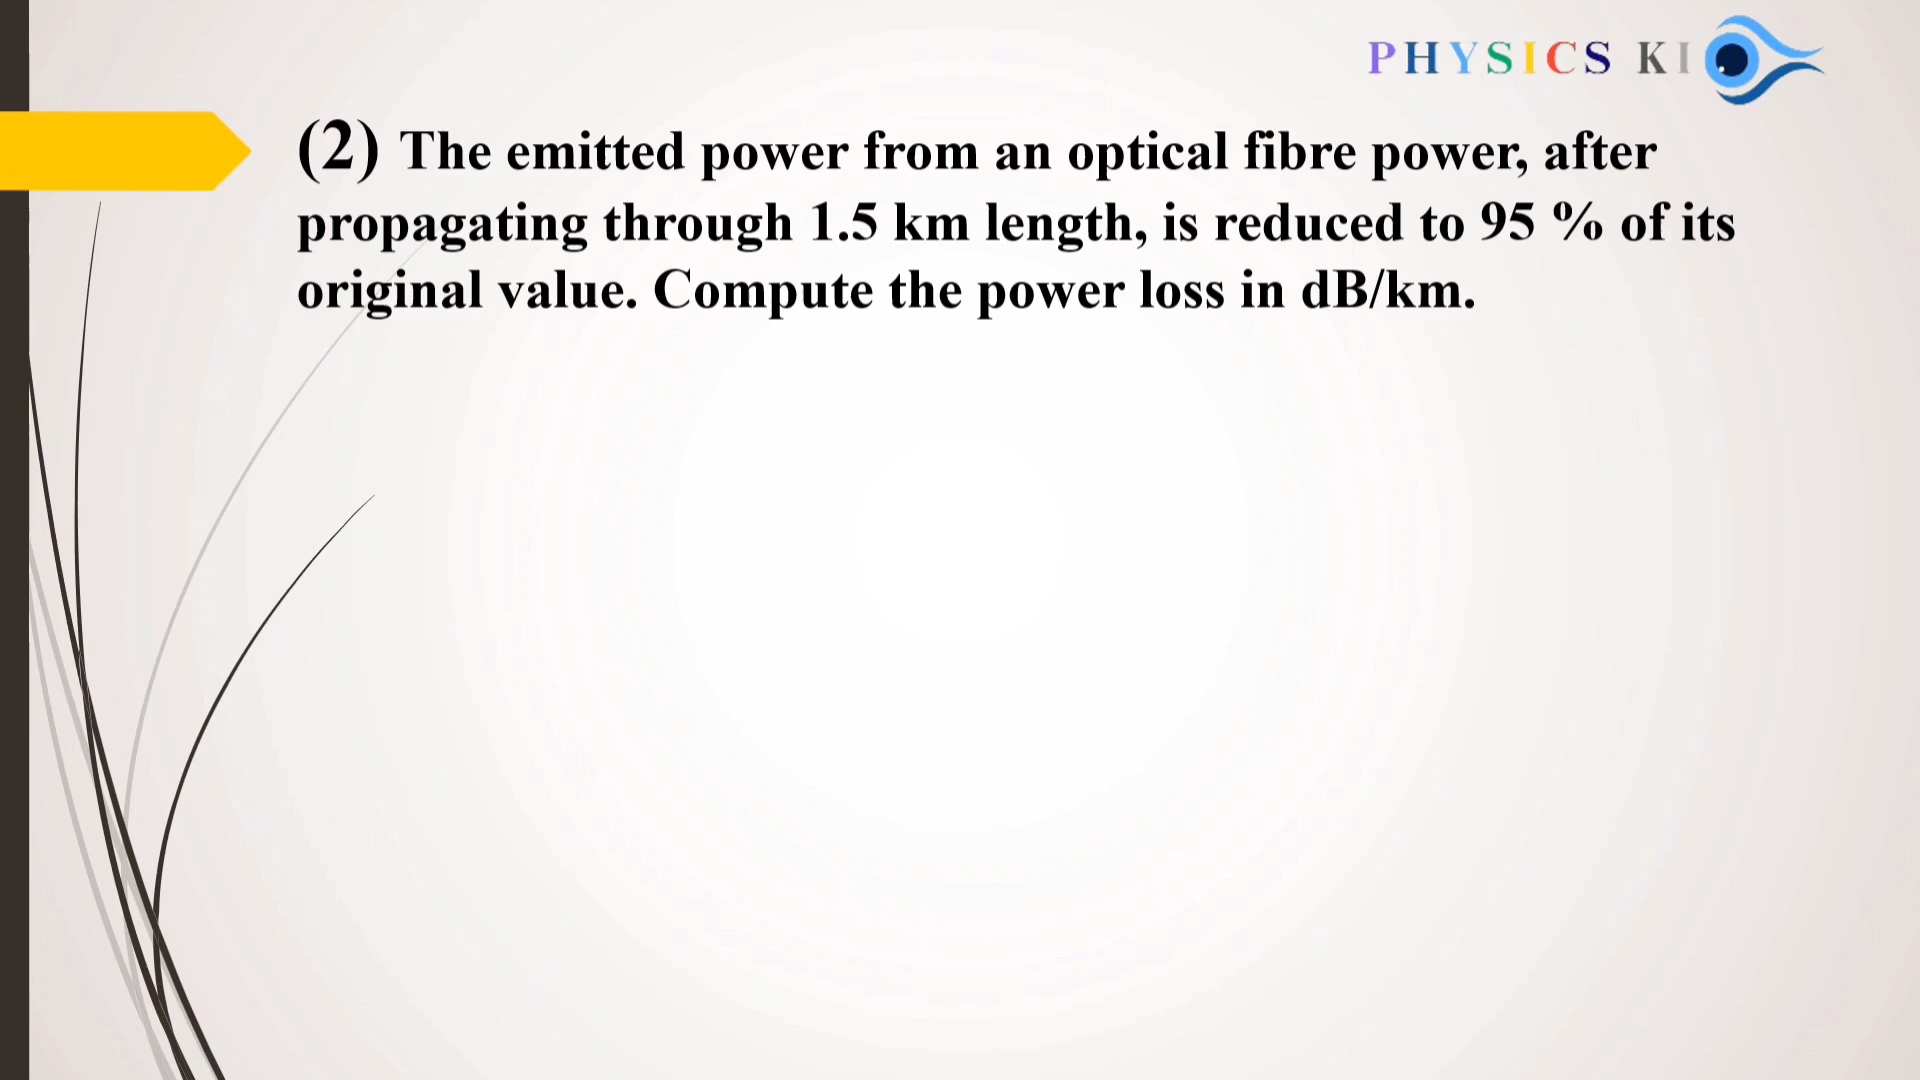 PHYSICS KI
(2) The emitted power from an optical fibre power, after
propagating through 1.5 km length, is reduced to 95 % of its
original value. Compute the power loss in dB/km.